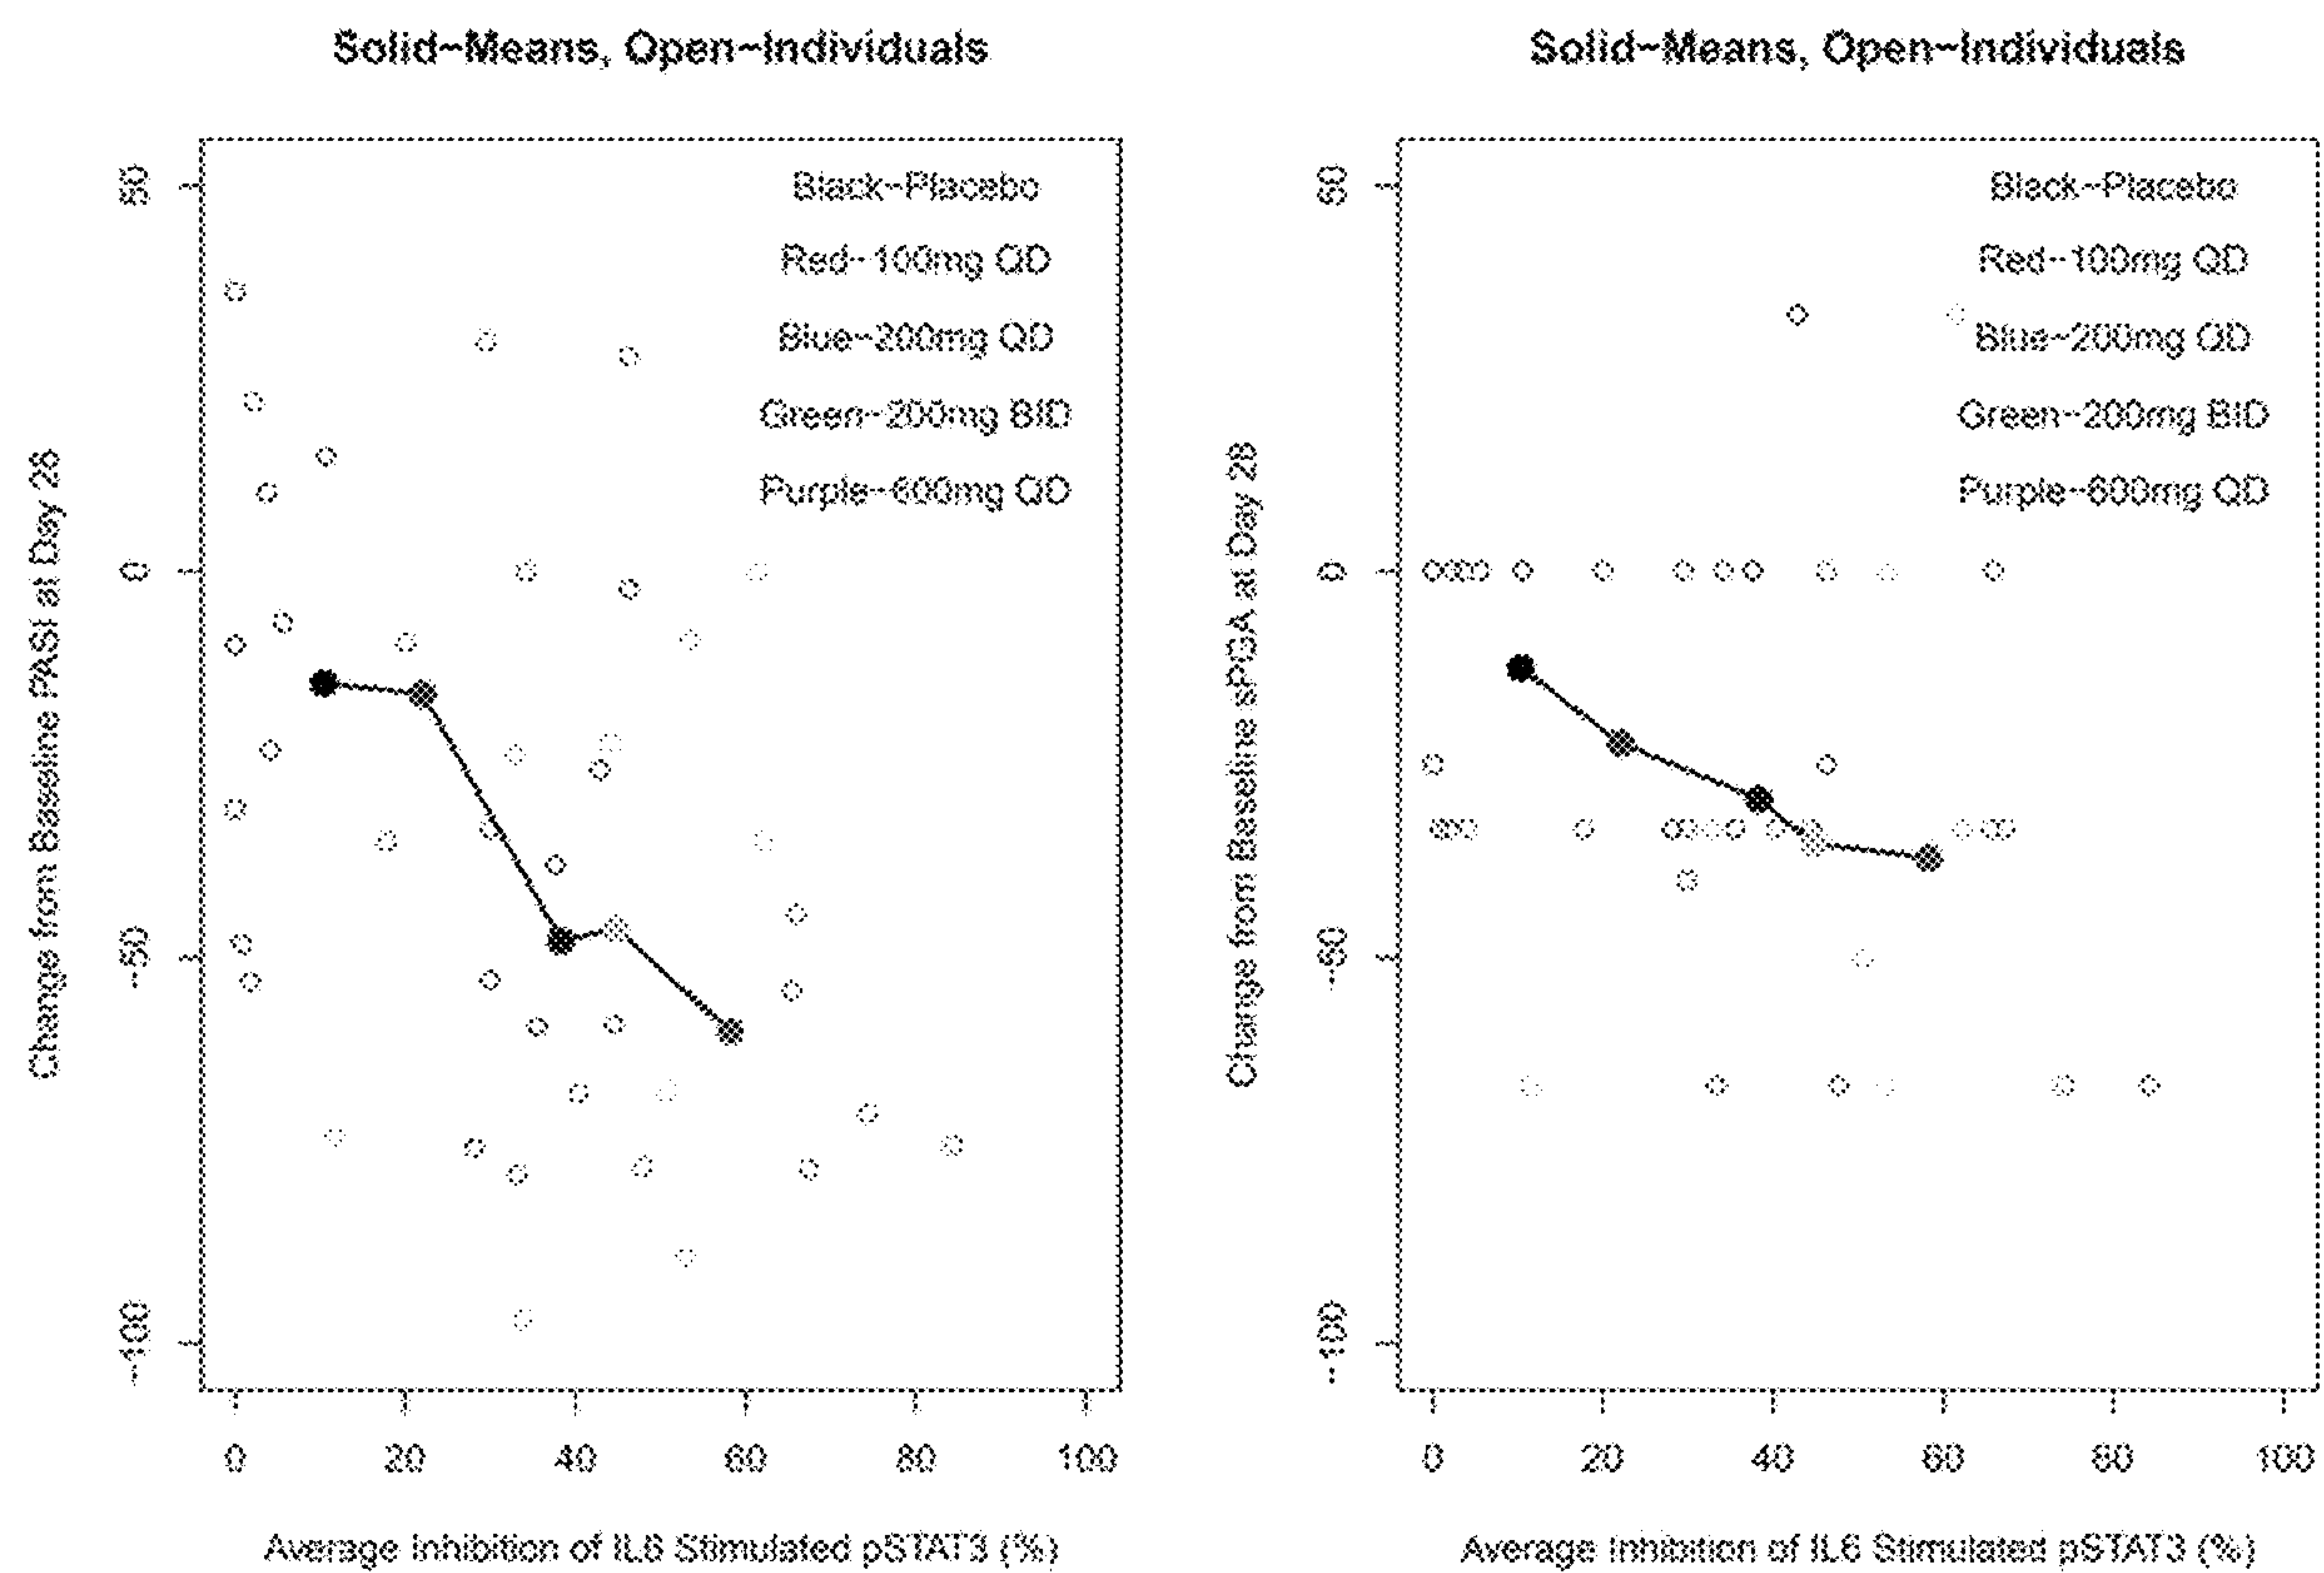 Solid~Means, Open~Individuals
Black~Placebo
Red~100mg QD
Blue~200mg QD
Green~200mg BID
Purple~600mg QD
50
0
-50
-100
Change from Baseline PASI at Day 28
0 20 40 60 80 100
Average Inhibition of IL6 Stimulated pSTAT3 (%)
Solid~Means, Open~Individuals
Black~Placebo
Red~100mg QD
Blue~200mg QD
Green~200mg BID
Purple~600mg QD
50
0
-50
-100
Change from Baseline sPGA at Day 28
0 20 40 60 80 100
Average Inhibition of IL6 Stimulated pSTAT3 (%)